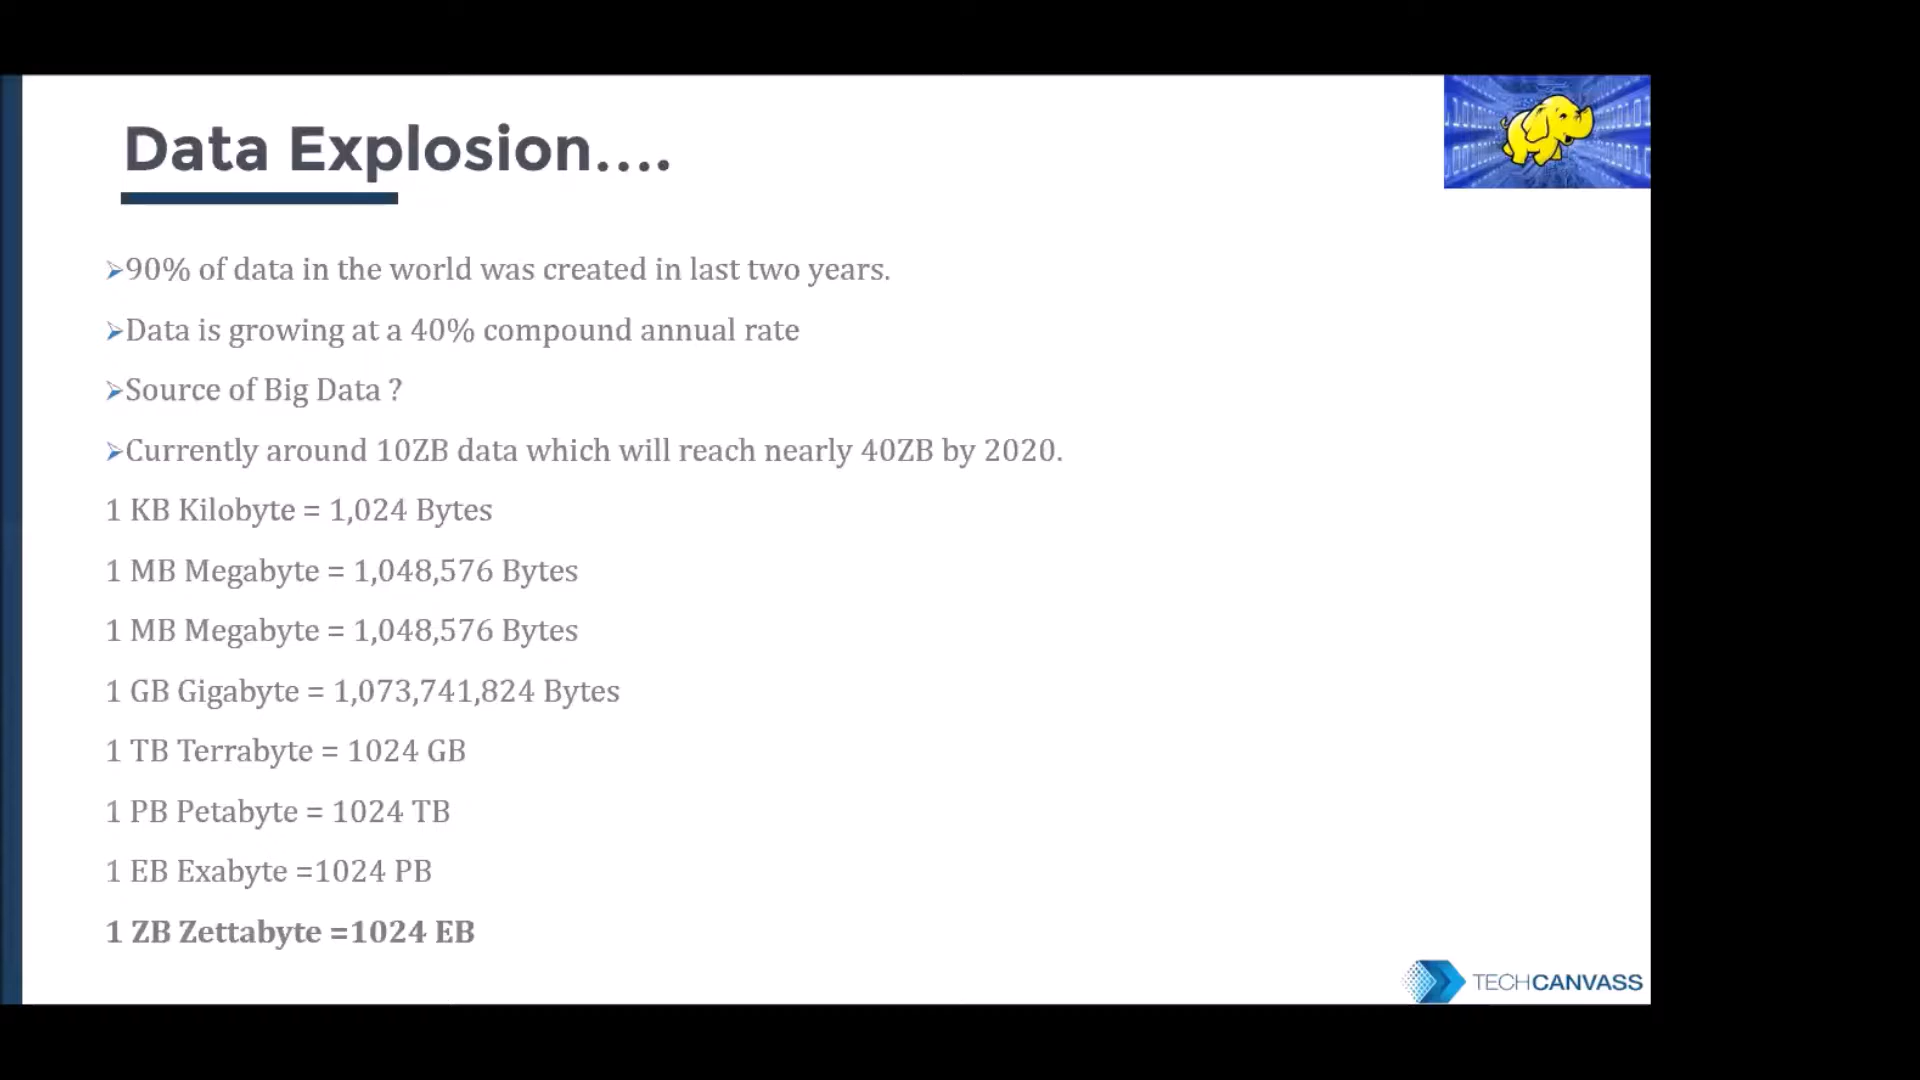 Data Explosion....
➢90% of data in the world was created in last two years.
➢Data is growing at a 40% compound annual rate
➢Source of Big Data ?
➢Currently around 10ZB data which will reach nearly 40ZB by 2020.
1 KB Kilobyte = 1,024 Bytes
1 MB Megabyte = 1,048,576 Bytes
1 MB Megabyte = 1,048,576 Bytes
1 GB Gigabyte = 1,073,741,824 Bytes
1 TB Terrabyte = 1024 GB
1 PB Petabyte = 1024 TB
1 EB Exabyte =1024 PB
1 ZB Zettabyte =1024 EB
TECHCANVASS